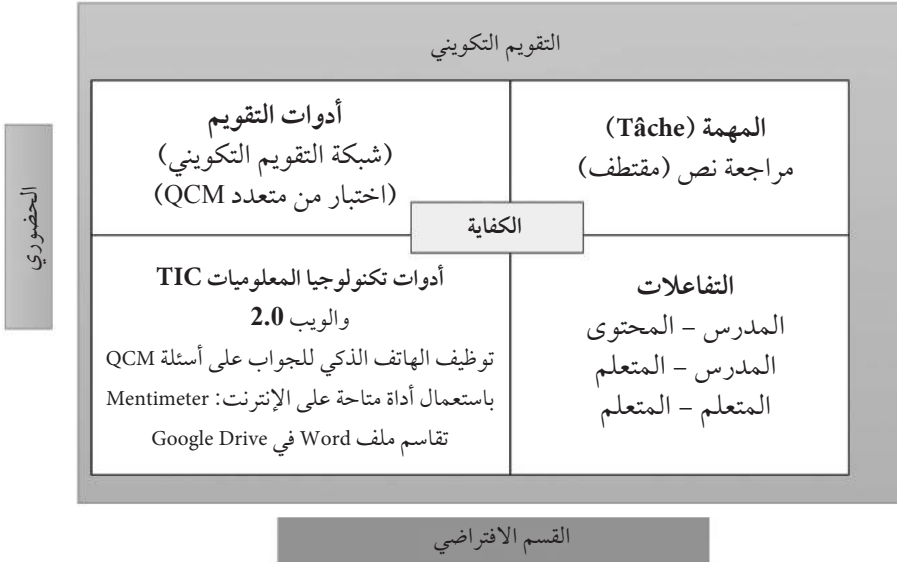 التقويم التكويني
المهمة (Tâche)
مراجعة نص (مقتطف)
أدوات التقويم
(شبكة التقويم التكويني)
(اختبار من متعدد QCM)
الكفاية
التفاعلات
المدرس – المحتوى
المدرس – المتعلم
المتعلم – المتعلم
أدوات تكنولوجيا المعلومات TIC
والويب 2.0
توظيف الهاتف الذكي للجواب على أسئلة QCM
باستعمال أداة متاحة على الإنترنت: Mentimeter
تقاسم ملف Word في Google Drive
الحضوري
القسم الافتراضي